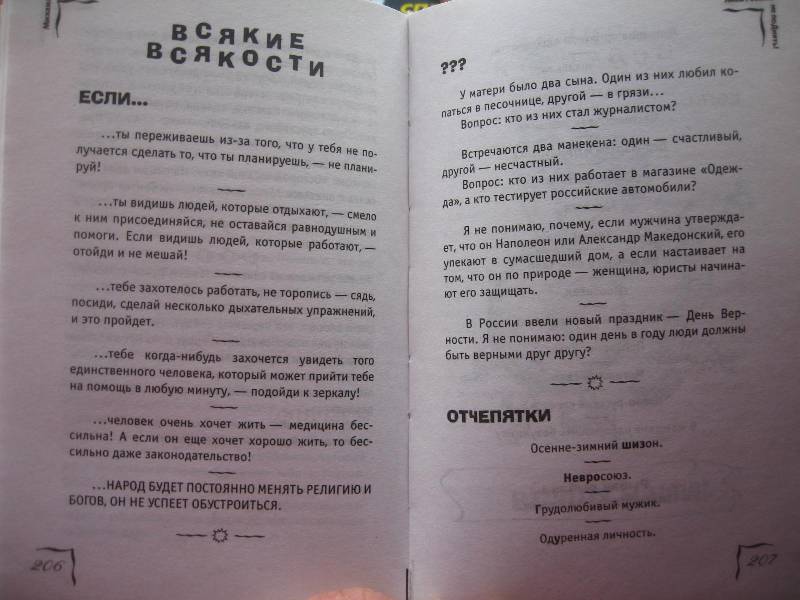 ВСЯКИЕ
ВСЯКОСТИ
ЕСЛИ...
...ты переживаешь из-за того, что у тебя не по-
лучается сделать то, что ты планируешь, — не плани-
руй!
...ты видишь людей, которые отдыхают, — смело
к ним присоединяйся, не оставайся равнодушным и
помоги. Если видишь людей, которые работают, —
отойди и не мешай!
...тебе захотелось работать, не торопись — сядь,
посиди, сделай несколько дыхательных упражнений,
и это пройдет.
...тебе когда-нибудь захочется увидеть того
единственного человека, который может прийти тебе
на помощь в любую минуту, — подойди к зеркалу!
...человек очень хочет жить — медицина бес-
сильна! А если он еще хочет хорошо жить, то бес-
сильно даже законодательство!
...НАРОД БУДЕТ ПОСТОЯННО МЕНЯТЬ РЕЛИГИЮ И
БОГОВ, ОН НЕ УСПЕЕТ ОБУСТРОИТЬСЯ.
206
???
У матери было два сына. Один из них любил ко-
паться в песочнице, другой — в грязи...
Вопрос: кто из них стал журналистом?
Встречаются два манекена: один — счастливый,
другой — несчастный.
Вопрос: кто из них работает в магазине «Одеж-
да», а кто тестирует российские автомобили?
Я не понимаю, почему, если мужчина утвержда-
ет, что он Наполеон или Александр Македонский, его
упекают в сумасшедший дом, а если настаивает на
том, что он по природе — женщина, юристы начина-
ют его защищать.
В России ввели новый праздник — День Вер-
ности. Я не понимаю: один день в году люди должны
быть верными друг другу?
ОТЧЕПЯТКИ
Осенне-зимний шизон.
Невросоюз.
Грудолюбивый мужик.
Одуренная личность.
207